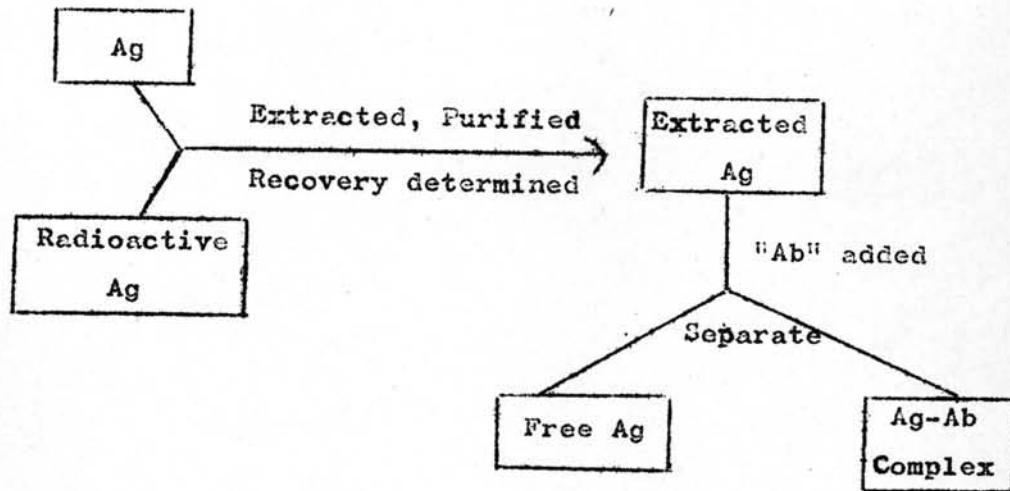 Ag
Extracted, Purified
Recovery determined
Radioactive
Ag
Extracted
Ag
"Ab" added
Separate
Free Ag
Ag-Ab
Complex